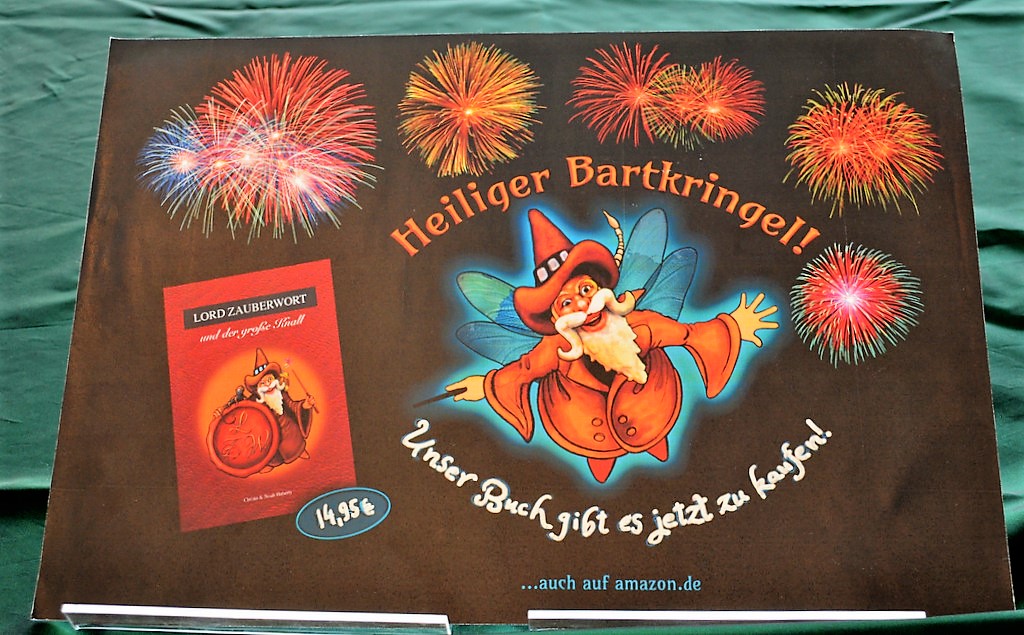 Heiliger Bartkringel!
LORD ZAUBERWORT
und der große Knall
14,95€
Unser Buch gibt es jetzt zu kaufen!
...auch auf amazon.de